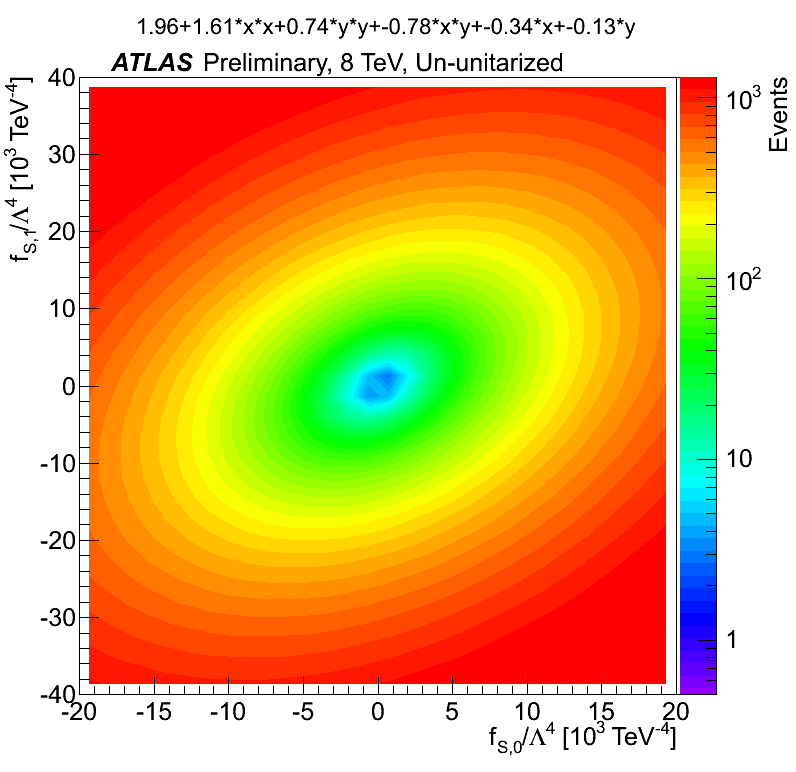 1.96+1.61*x*x+0.74*y*y+-0.78*x*y+-0.34*x+-0.13*y
ATLAS Preliminary, 8 TeV, Un-unitarized
f_{S,1}/Λ^4 [10^3 TeV^{-4}]
40
30
20
10
0
-10
-20
-30
-40
-20 -15 -10 -5 0 5 10 15 20
f_{S,0}/Λ^4 [10^3 TeV^{-4}]
Events
10^3
10^2
10
1